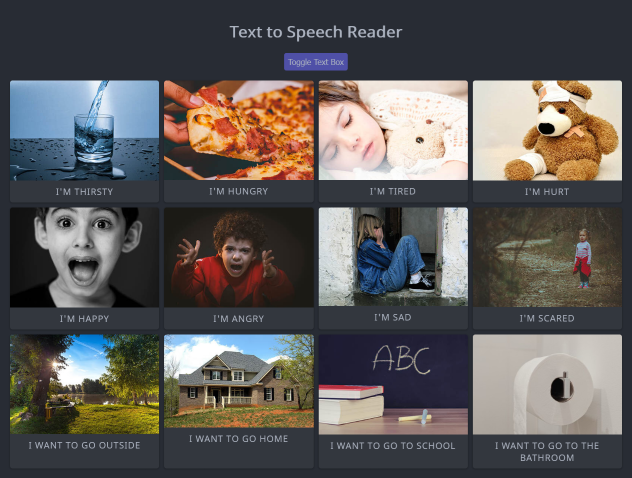 Text to Speech Reader
Toggle Text Box
I'M THIRSTY
I'M HUNGRY
I'M TIRED
I'M HURT
I'M HAPPY
I'M ANGRY
I'M SAD
I'M SCARED
I WANT TO GO OUTSIDE
I WANT TO GO HOME
ABC
I WANT TO GO TO SCHOOL
I WANT TO GO TO THE
BATHROOM